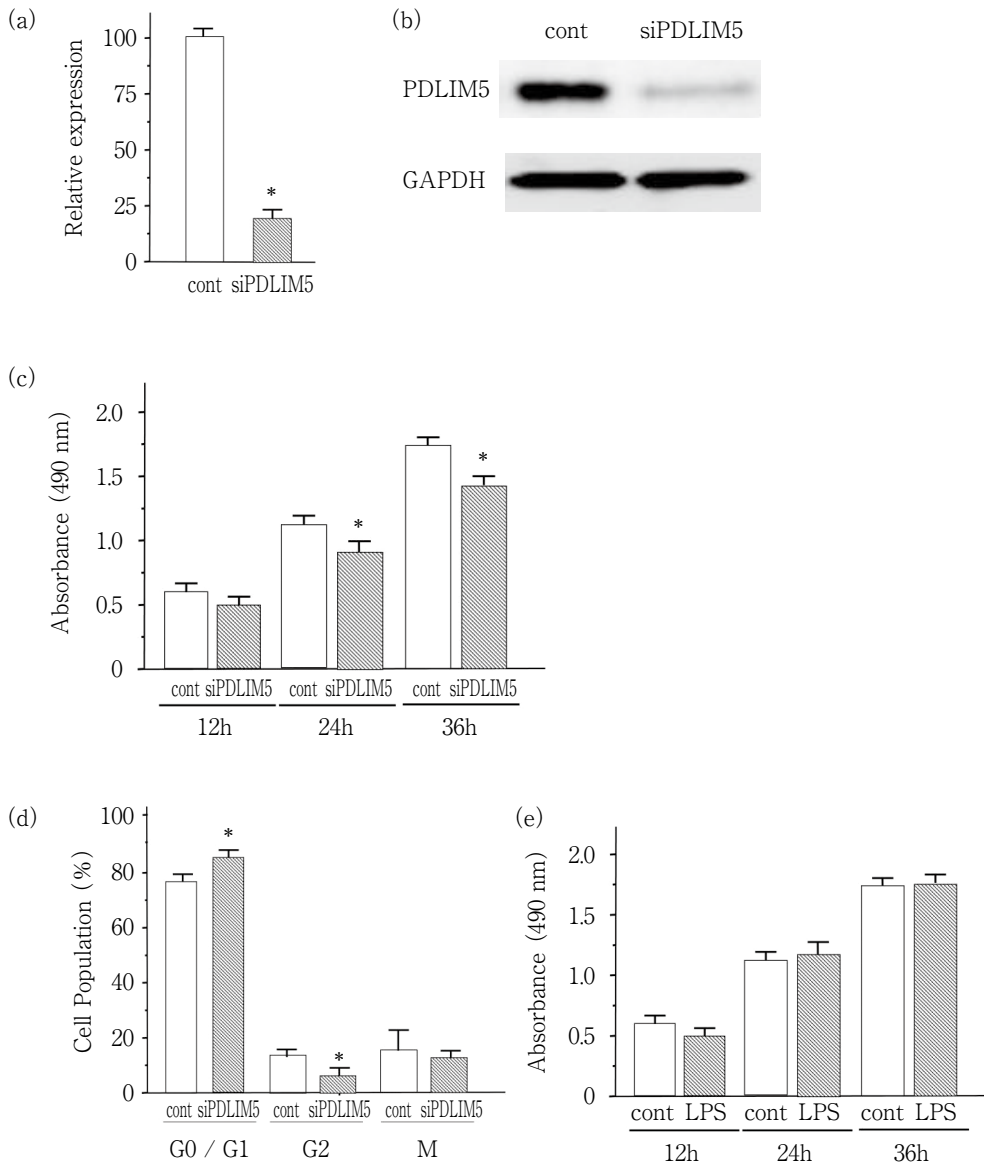 (a)
Relative expression
100
75
50
25
0
*
cont siPDLIM5
(b)
cont siPDLIM5
PDLIM5
GAPDH
(c)
Absorbance (490 nm)
2.0
1.5
1.0
0.5
0
*
*
cont siPDLIM5 cont siPDLIM5 cont siPDLIM5
12h 24h 36h
(d)
Cell Population (%)
100
80
60
40
20
0
*
*
cont siPDLIM5 cont siPDLIM5 cont siPDLIM5
G0 / G1 G2 M
(e)
Absorbance (490 nm)
2.0
1.5
1.0
0.5
0
cont LPS cont LPS cont LPS
12h 24h 36h